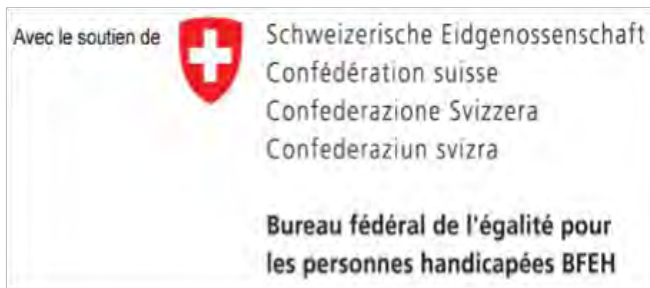 Avec le soutien de
Schweizerische Eidgenossenschaft
Confédération suisse
Confederazione Svizzera
Confederaziun svizra
Bureau fédéral de l'égalité pour
les personnes handicapées BFEH